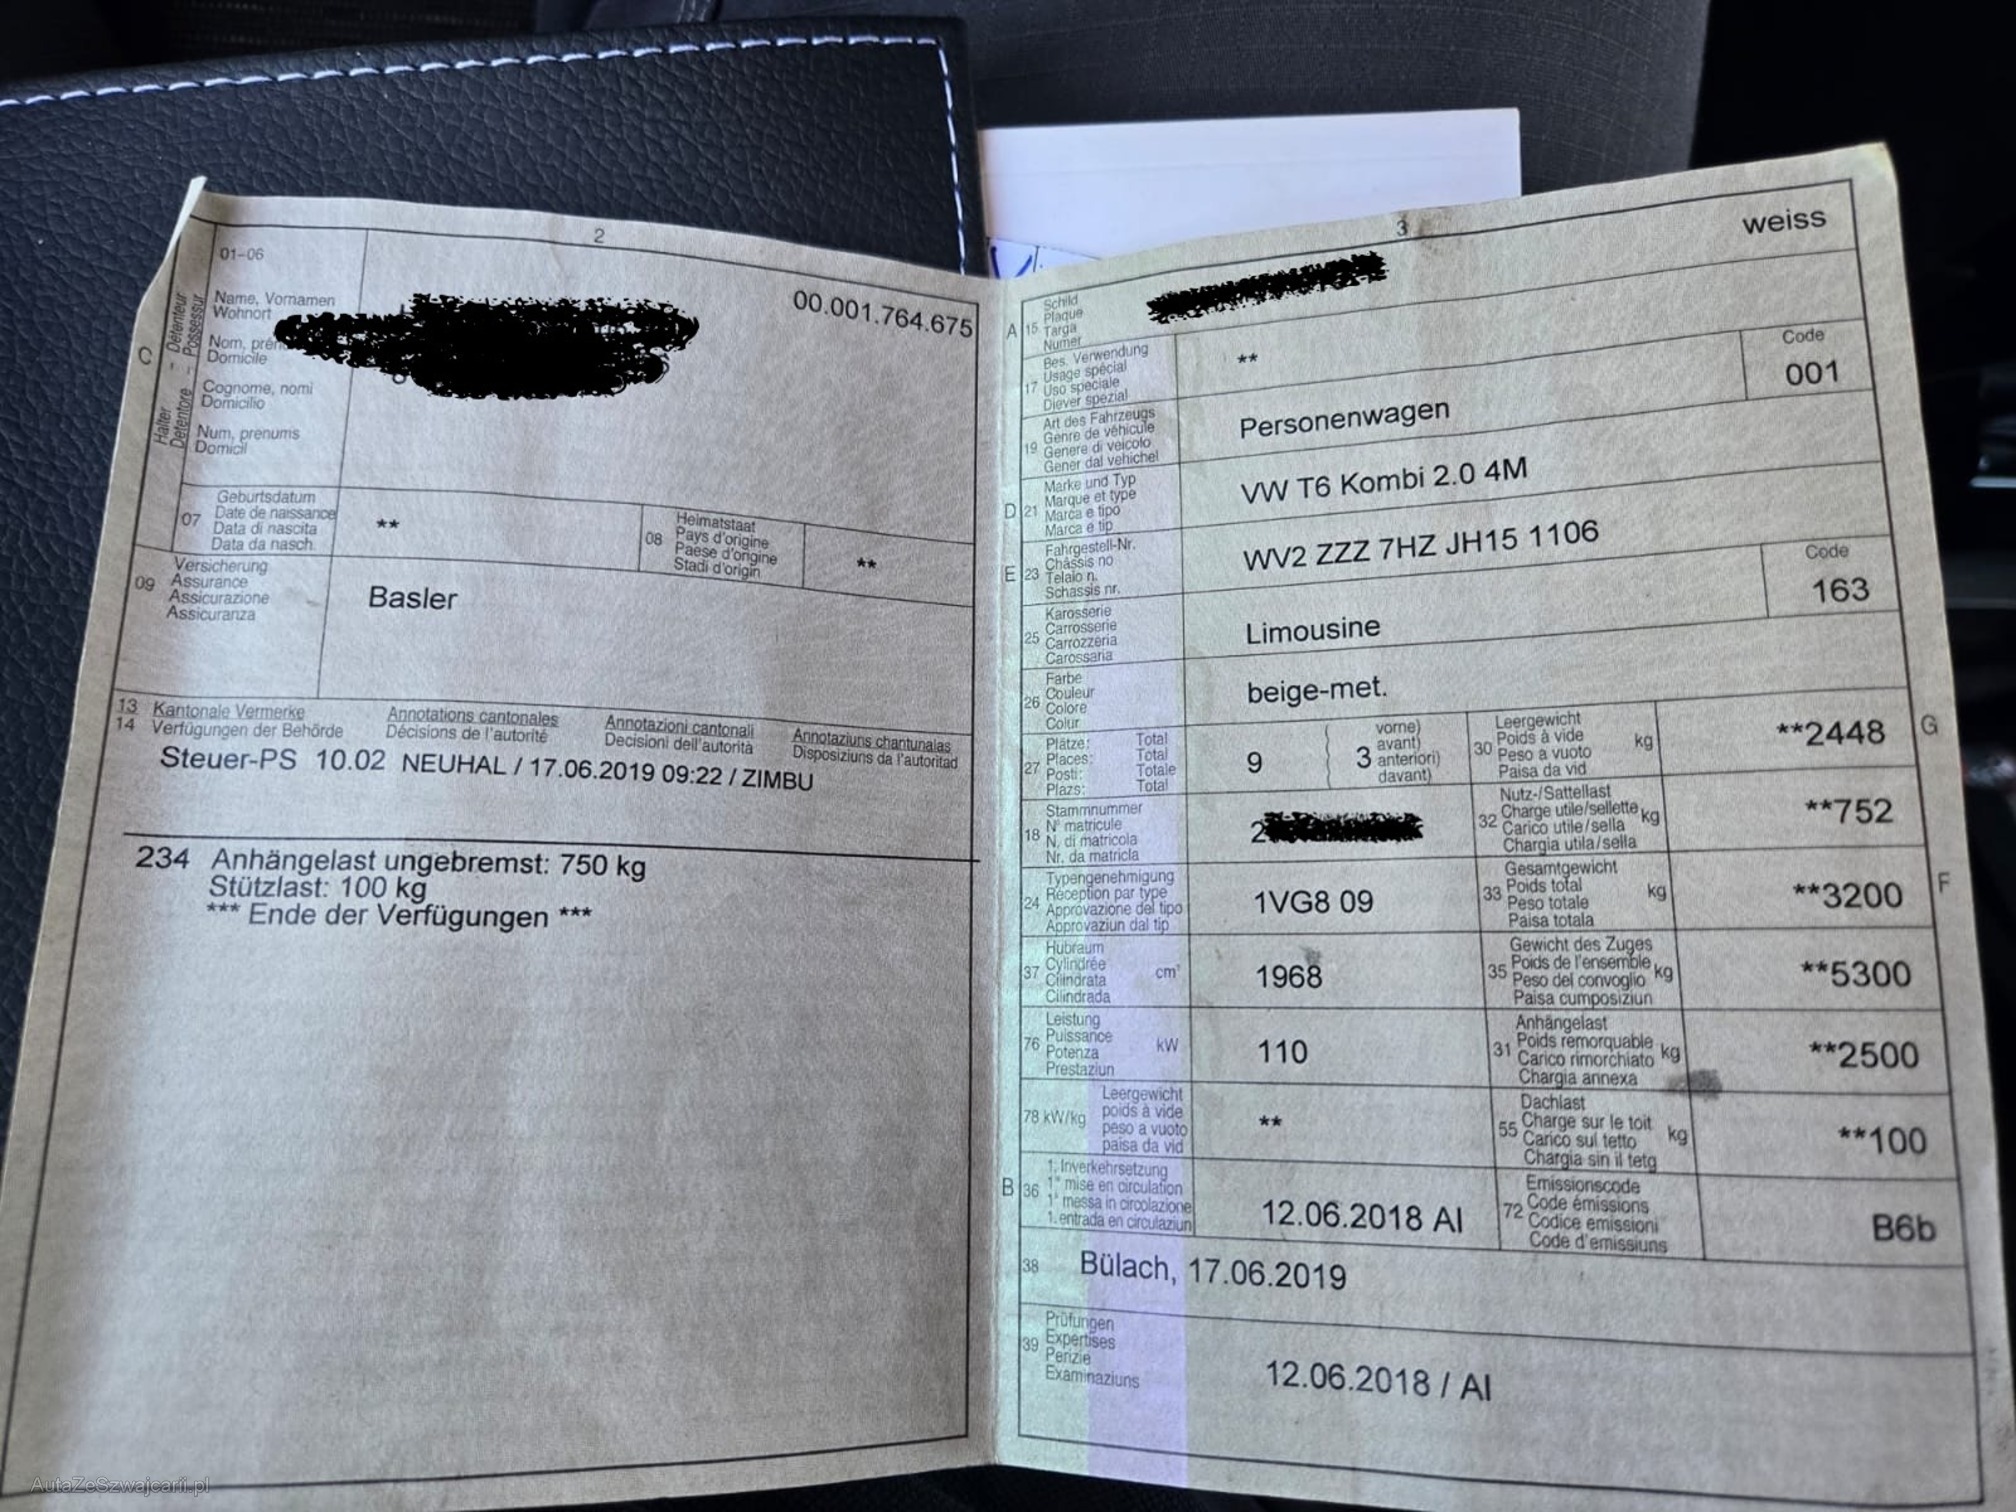 2
01-06
Halter Détenteur
Detentore Possessur
C
Name, Vornamen
Wohnort
Nom,
Domicile
Cognome, nomi
Domicilio
Num, prenums
Domicil
00.001.764.675
07 Geburtsdatum
Date de naissance
Data di nascita
Data da nasch.
**
08 Heimatstaat
Pays d'origine
Paese d'origine
Stadi d'origin
**
09 Versicherung
Assurance
Assicurazione
Assicuranza
Basler
13 Kantonale Vermerke Annotations cantonales Annotazioni cantonali Annotaziuns chantunalas
14 Verfügungen der Behörde Décisions de l'autorité Decisioni dell'autorità Disposiziuns da l'autoritad
Steuer-PS 10.02 NEUHAL / 17.06.2019 09:22 / ZIMBU
234 Anhängelast ungebremst: 750 kg
Stützlast: 100 kg
*** Ende der Verfügungen ***
3
weiss
A 15 Schild
Plaque
Targa
Numer
17 Bes. Verwendung
Usage spécial
Uso speciale
Diever spezial
**
Code
001
19 Art des Fahrzeugs
Genre de véhicule
Genere di veicolo
Gener dal vehichel
Personenwagen
D 21 Marke und Typ
Marque et type
Marca e tipo
Marca e tip
VW T6 Kombi 2.0 4M
E 23 Fahrgestell-Nr.
Châssis no
Telaio n.
Schassis nr.
WV2 ZZZ 7HZ JH15 1106
Code
163
25 Karosserie
Carrosserie
Carrozzeria
Carossaria
Limousine
26 Farbe
Couleur
Colore
Colur
beige-met.
27 Plätze: Total
Places: Total
Posti: Totale
Plazs: Total
9
3
vorne)
avant)
anteriori)
davant)
30 Leergewicht
Poids à vide
Peso a vuoto
Paisa da vid
kg
**2448
G
18 Stammnummer
N° matricule
N. di matricola
Nr. da matricla
2
32 Nutz-/Sattellast
Charge utile/sellette
Carico utile/sella
Chargia utila/sella
kg
**752
24 Typengenehmigung
Réception par type
Approvazione del tipo
Approvaziun dal tip
1VG8 09
33 Gesamtgewicht
Poids total
Peso totale
Paisa totala
kg
**3200
F
37 Hubraum
Cylindrée
Cilindrata
Cilindrada
cm³
1968
35 Gewicht des Zuges
Poids de l'ensemble
Peso del convoglio
Paisa cumposiziun
kg
**5300
76 Leistung
Puissance
Potenza
Prestaziun
kW
110
31 Anhängelast
Poids remorquable
Carico rimorchiato
Chargia annexa
kg
**2500
78 kW/kg
Leergewicht
poids à vide
peso a vuoto
paisa da vid
**
55 Dachlast
Charge sur le toit
Carico sul tetto
Chargia sin il tetg
kg
**100
B 36 1. Inverkehrsetzung
1° mise en circulation
1° messa in circolazione
1. entrada en circulaziun
12.06.2018 AI
72 Emissionscode
Code émissions
Codice emissioni
Code d'emissiuns
B6b
38 Bülach, 17.06.2019
39 Prüfungen
Expertises
Perizie
Examinaziuns
12.06.2018 / AI
AutaZeSzwajcarii.pl